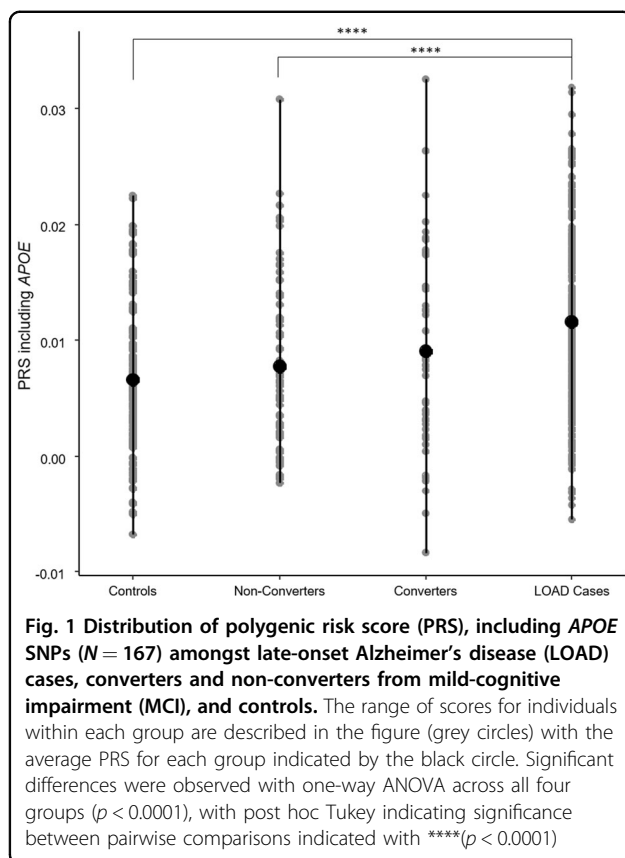 ****
****
0.03
0.02
0.01
0.00
-0.01
PRS including APOE
Controls Non-Converters Converters LOAD Cases
Fig. 1 Distribution of polygenic risk score (PRS), including APOE
SNPs (N = 167) amongst late-onset Alzheimer's disease (LOAD)
cases, converters and non-converters from mild-cognitive
impairment (MCI), and controls. The range of scores for individuals
within each group are described in the figure (grey circles) with the
average PRS for each group indicated by the black circle. Significant
differences were observed with one-way ANOVA across all four
groups (p < 0.0001), with post hoc Tukey indicating significance
between pairwise comparisons indicated with ****(p < 0.0001)